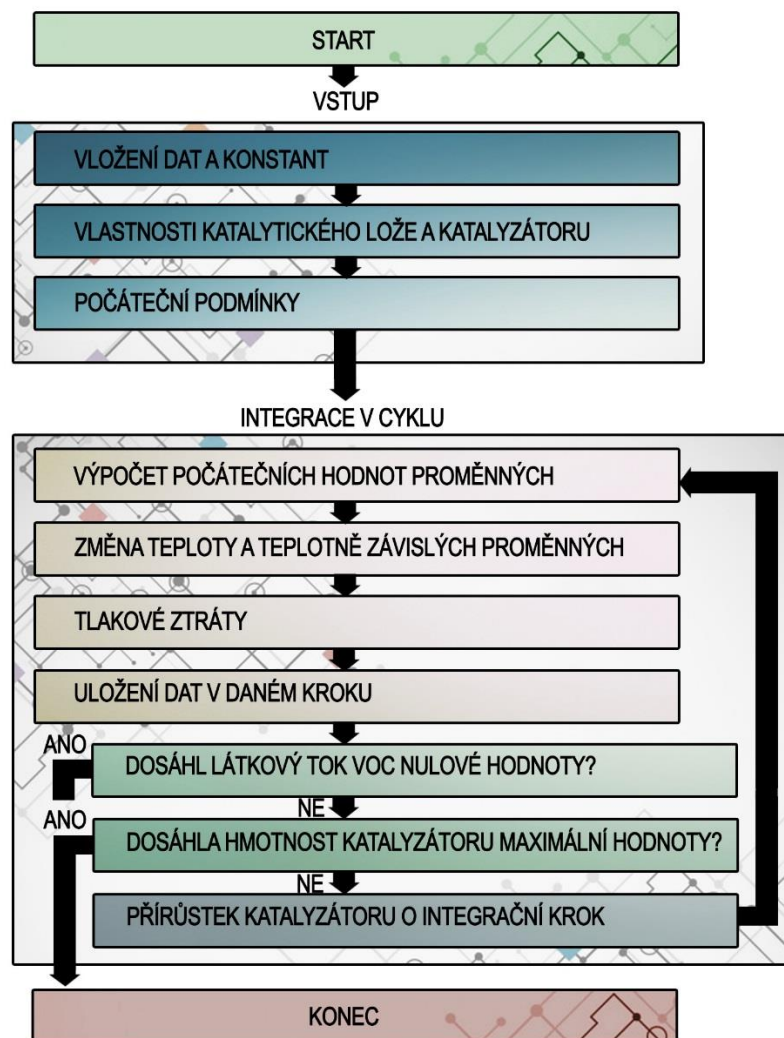 START
VSTUP
VLOŽENÍ DAT A KONSTANT
VLASTNOSTI KATALYTICKÉHO LOŽE A KATALYZÁTORU
POČÁTEČNÍ PODMÍNKY
INTEGRACE V CYKLU
VÝPOČET POČÁTEČNÍCH HODNOT PROMĚNNÝCH
ZMĚNA TEPLOTY A TEPLOTNĚ ZÁVISLÝCH PROMĚNNÝCH
TLAKOVÉ ZTRÁTY
ULOŽENÍ DAT V DANÉM KROKU
ANO
DOSÁHL LÁTKOVÝ TOK VOC NULOVÉ HODNOTY?
NE
ANO
DOSÁHLA HMOTNOST KATALYZÁTORU MAXIMÁLNÍ HODNOTY?
NE
PŘÍRŮSTEK KATALYZÁTORU O INTEGRAČNÍ KROK
KONEC